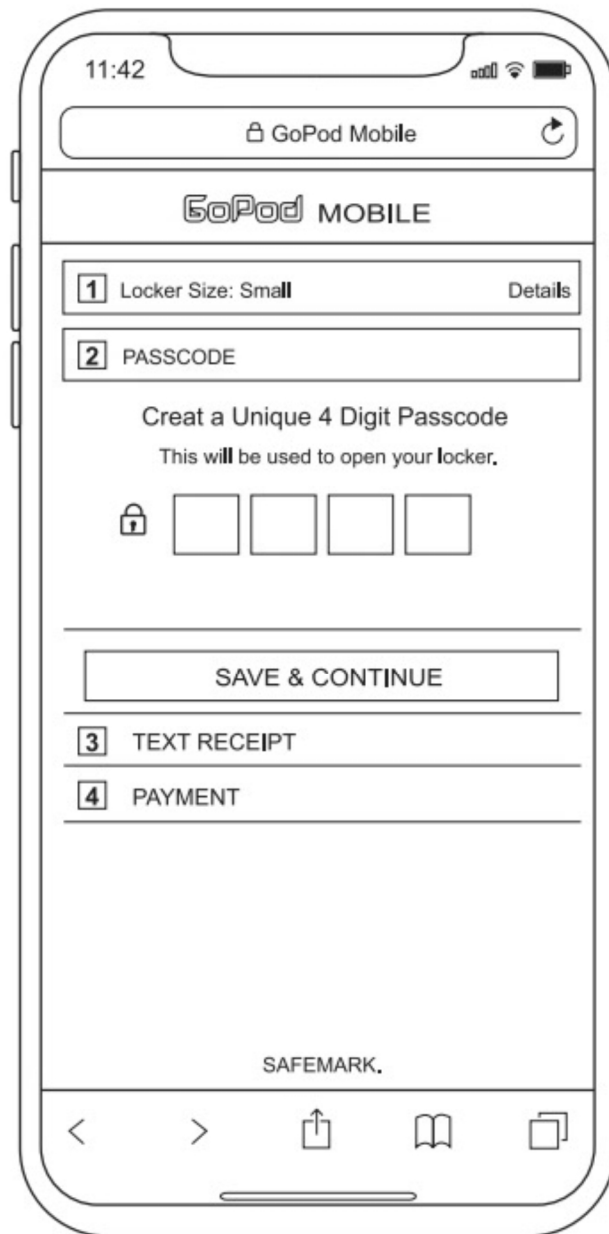 11:42
GoPod Mobile
GoPod MOBILE
1 Locker Size: Small Details
2 PASSCODE
Creat a Unique 4 Digit Passcode
This will be used to open your locker.
SAVE & CONTINUE
3 TEXT RECEIPT
4 PAYMENT
SAFEMARK.